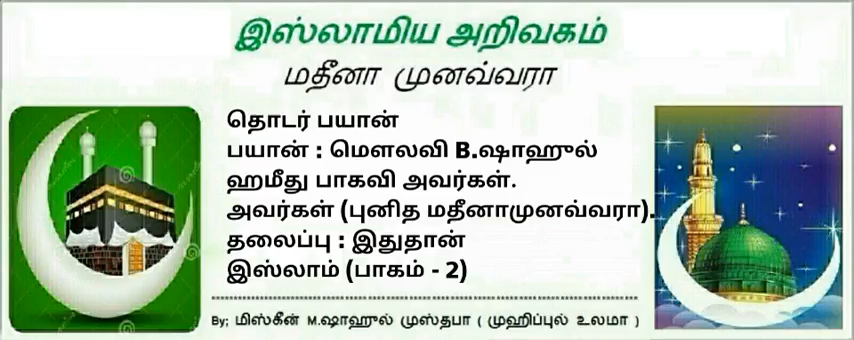 இஸ்லாமிய அறிவகம்
மதீனா முனவ்வரா
தொடர் பயான்
பயான் : மௌலவி B.ஷாஹுல்
ஹமீது பாகவி அவர்கள்.
அவர்கள் (புனித மதீனாமுனவ்வரா).
தலைப்பு : இதுதான்
இஸ்லாம் (பாகம் - 2)
By; மிஸ்கீன் M.ஷாஹுல் முஸ்தபா ( முஹிப்புல் உலமா )